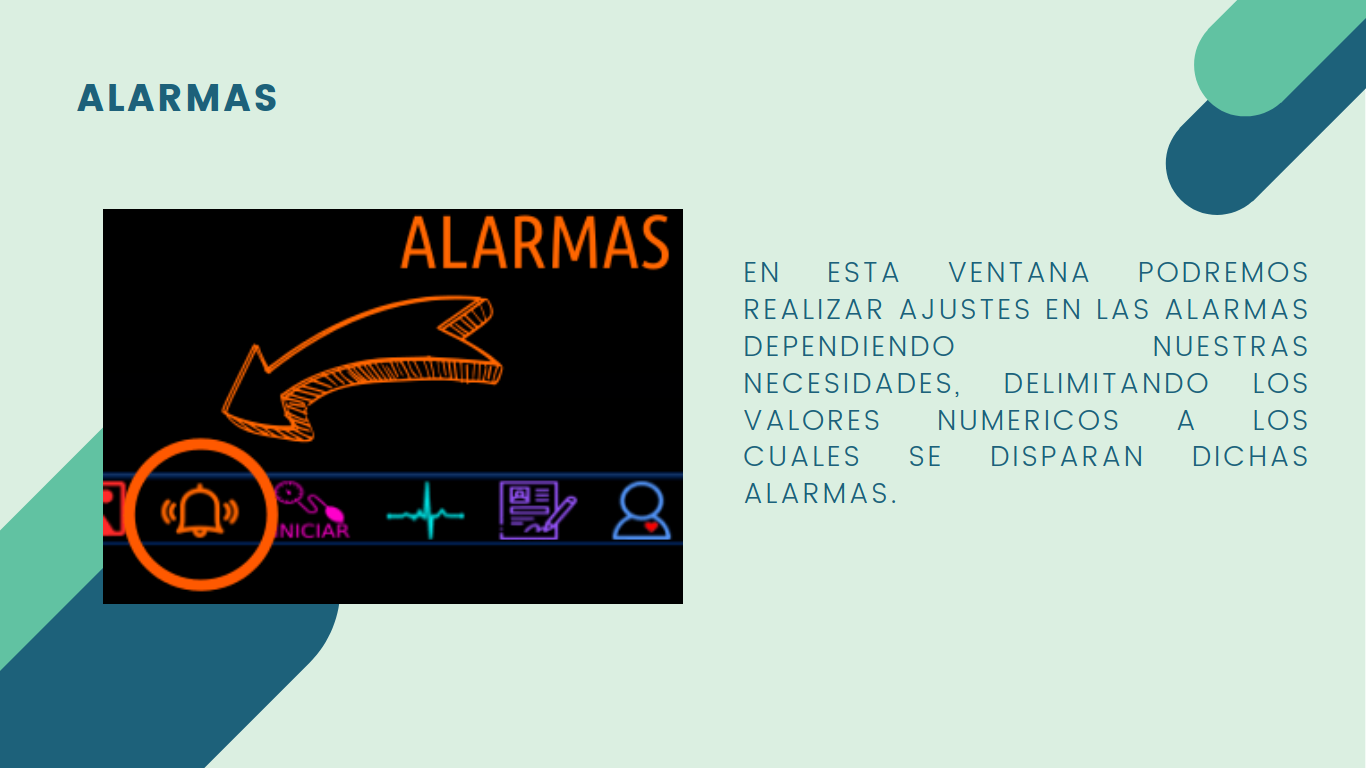 ALARMAS
ALARMAS
NICIAR
EN ESTA VENTANA PODREMOS
REALIZAR AJUSTES EN LAS ALARMAS
DEPENDIENDO NUESTRAS
NECESIDADES, DELIMITANDO LOS
VALORES NUMERICOS A LOS
CUALES SE DISPARAN DICHAS
ALARMAS.